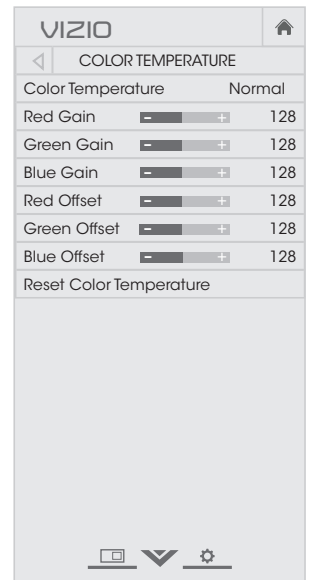 VIZIO
COLOR TEMPERATURE
Color Temperature Normal
Red Gain - + 128
Green Gain - + 128
Blue Gain - + 128
Red Offset - + 128
Green Offset - + 128
Blue Offset - + 128
Reset Color Temperature